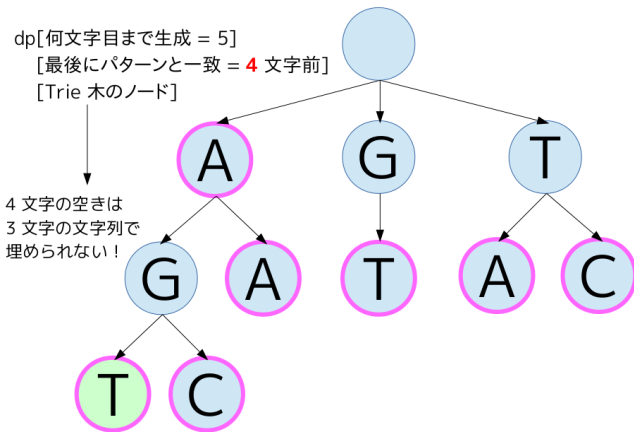 dp[何文字目まで生成 = 5]
[最後にパターンと一致 = 4 文字前]
[Trie 木のノード]
A
G
T
4 文字の空きは
3 文字の文字列で
埋められない！
G
A
T
A
C
T
C